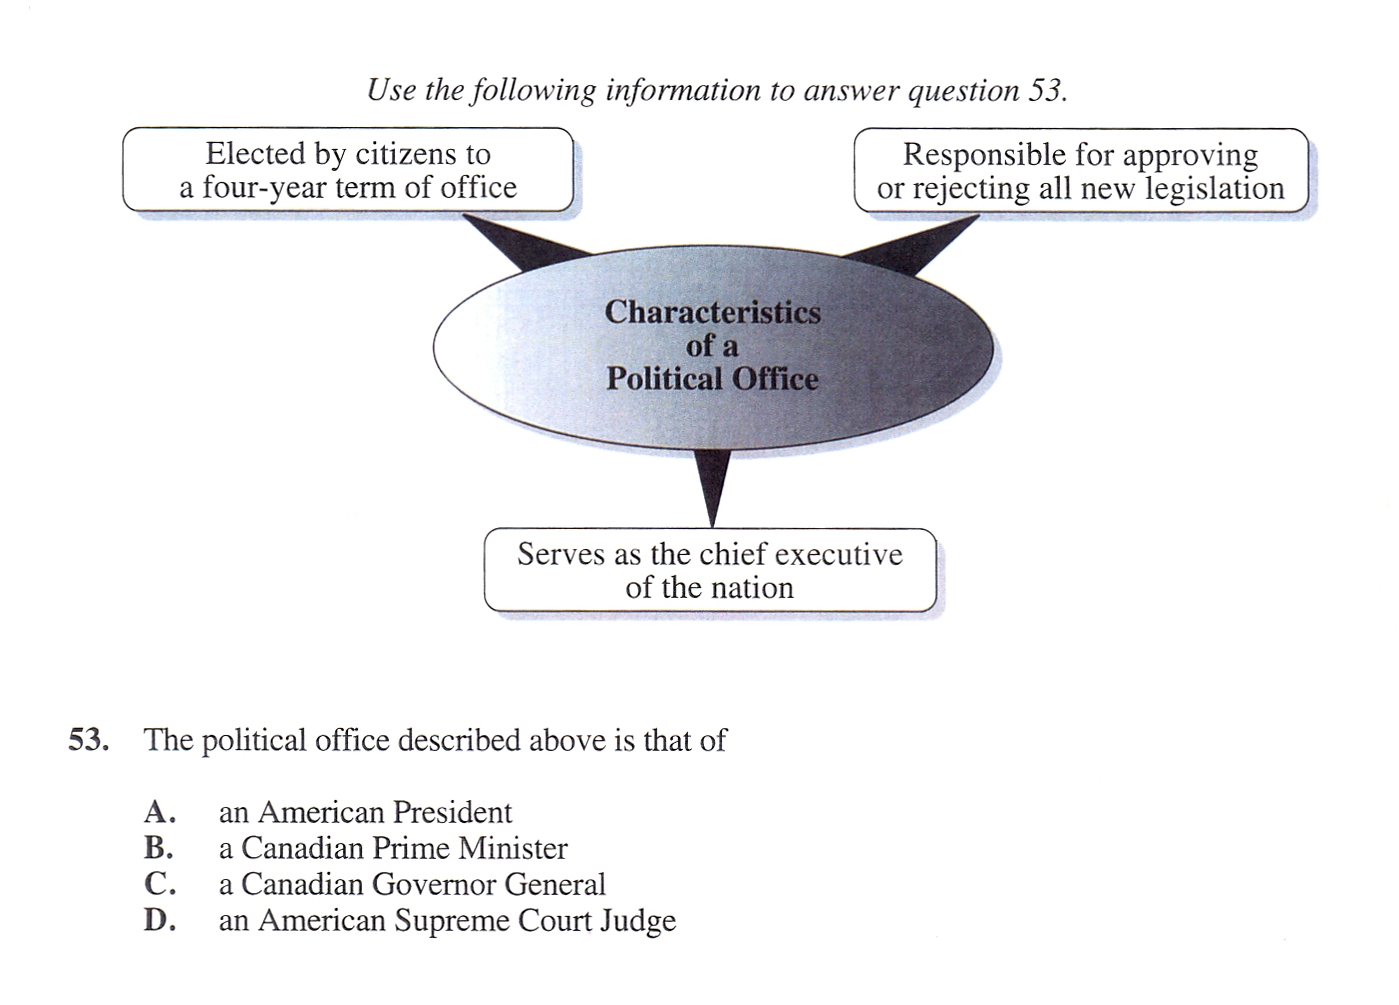 Use the following information to answer question 53.
Elected by citizens to
a four-year term of office
Responsible for approving
or rejecting all new legislation
Characteristics
of a
Political Office
Serves as the chief executive
of the nation
53. The political office described above is that of
A. an American President
B. a Canadian Prime Minister
C. a Canadian Governor General
D. an American Supreme Court Judge